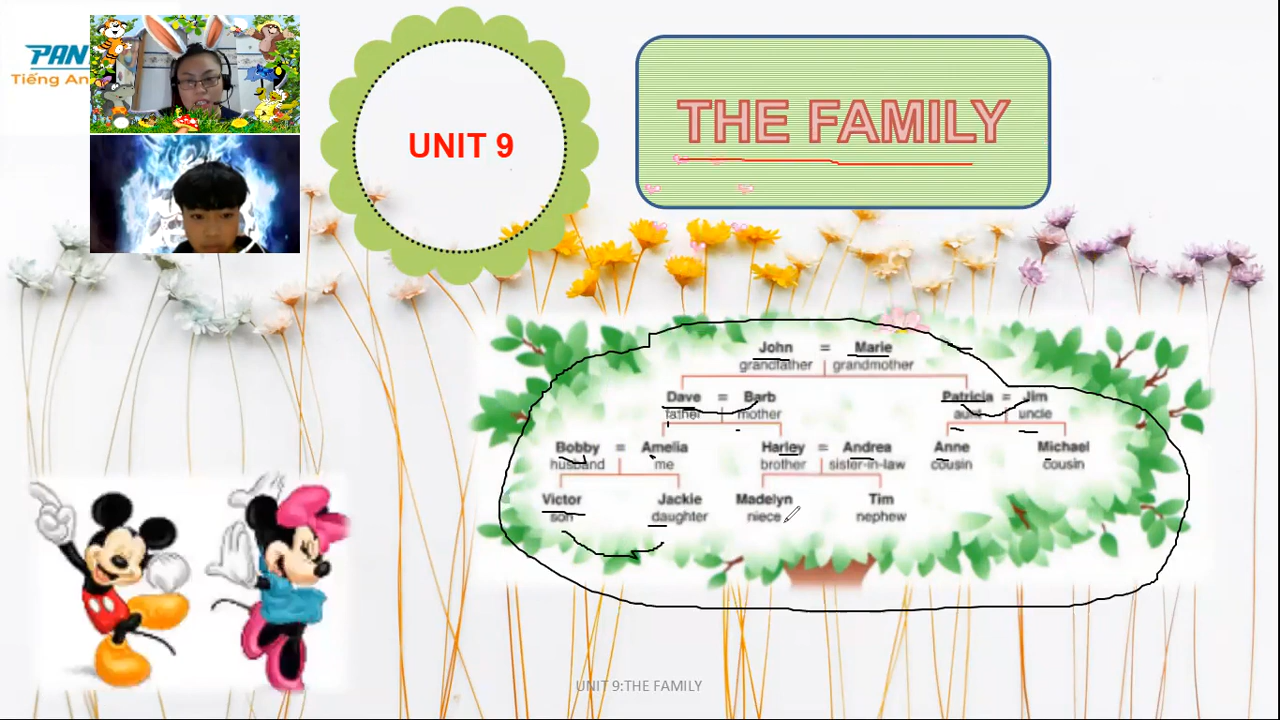 PAN
Tiếng An
UNIT 9
THE FAMILY
John = Marie
grandfather grandmother
Dave = Barb Patricia = Jim
father mother aunt uncle
Bobby = Amelia Harley = Andrea Anne Michael
husband me brother sister-in-law cousin cousin
Victor Jackie Madelyn Tim
son daughter niece nephew
UNIT 9:THE FAMILY